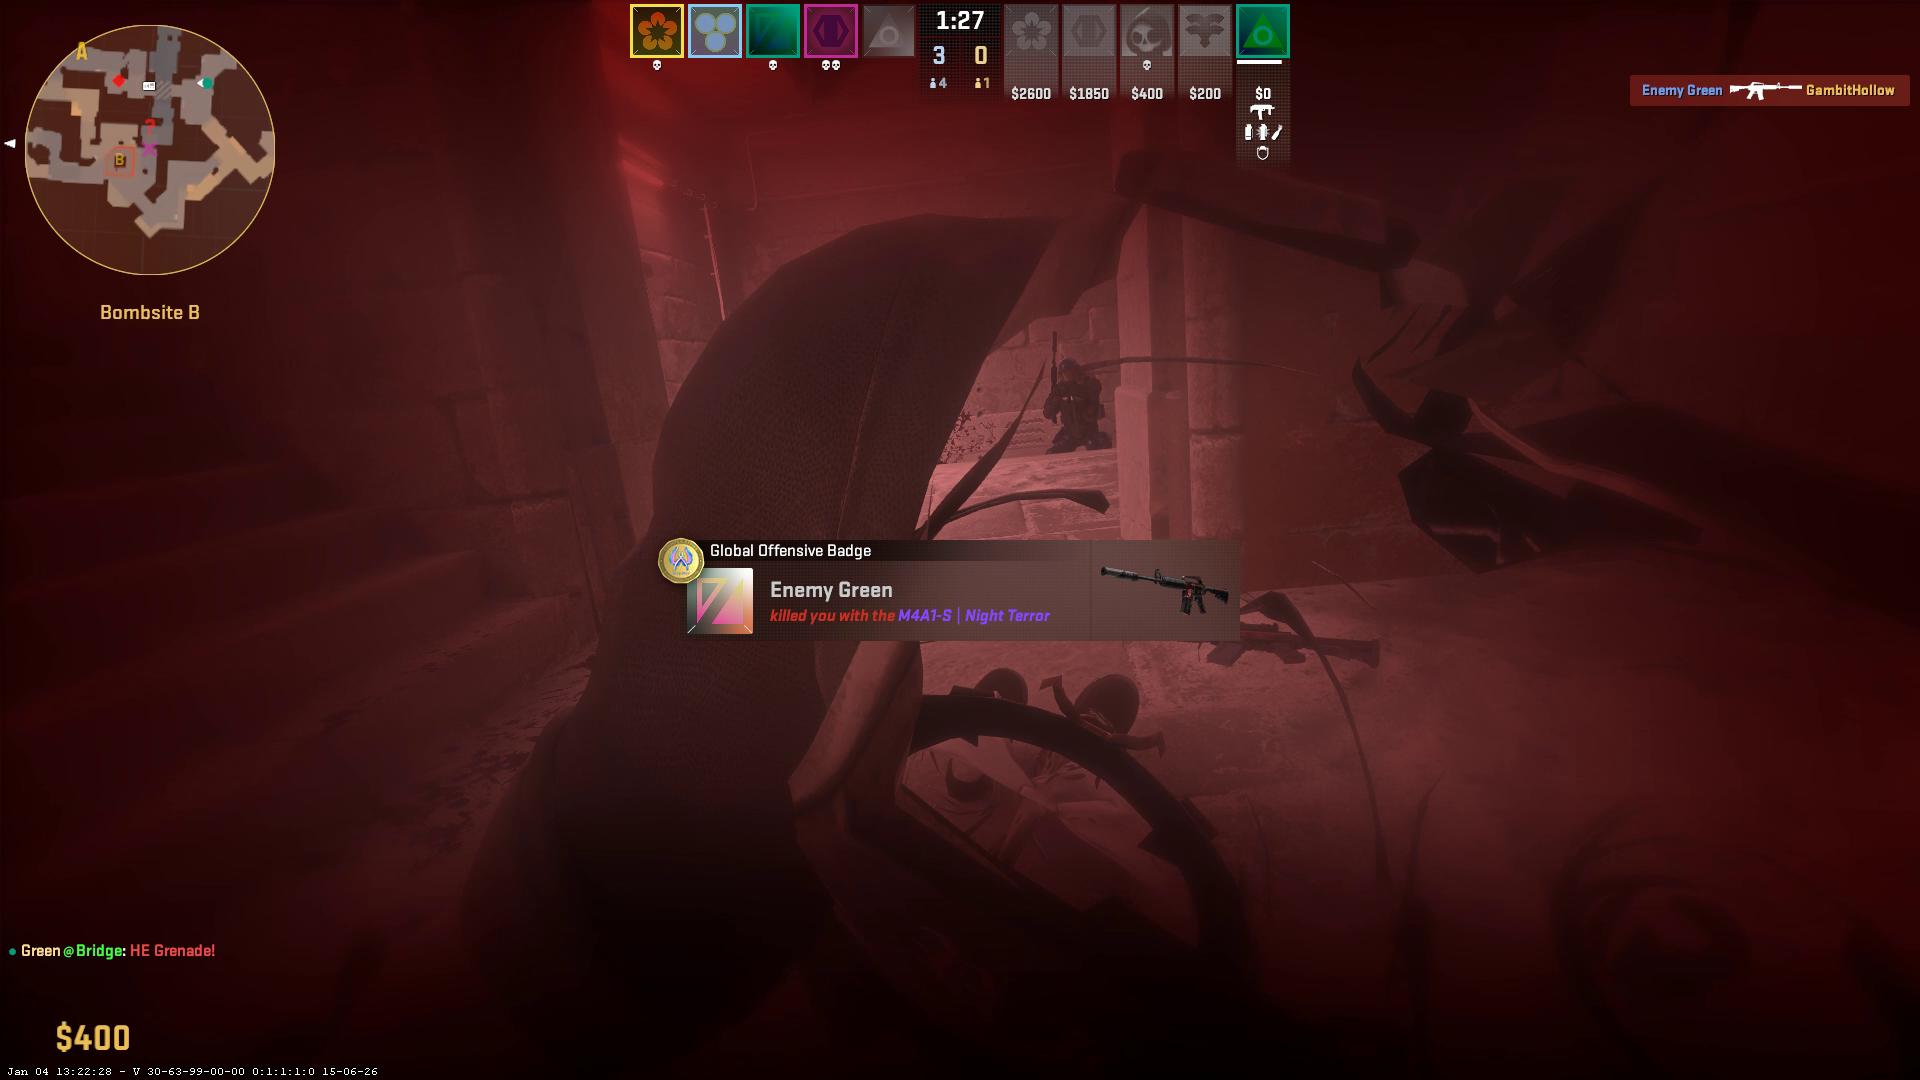 1:27
3 0
4 1
$2600 $1850 $400 $200 $0
Enemy Green GambitHollow
A
?
B
Bombsite B
Global Offensive Badge
Enemy Green
killed you with the M4A1-S | Night Terror
Green @ Bridge: HE Grenade!
$400
Jan 04 13:22:28 - V 30-63-99-00-00 0:1:1:1:0 15-06-26